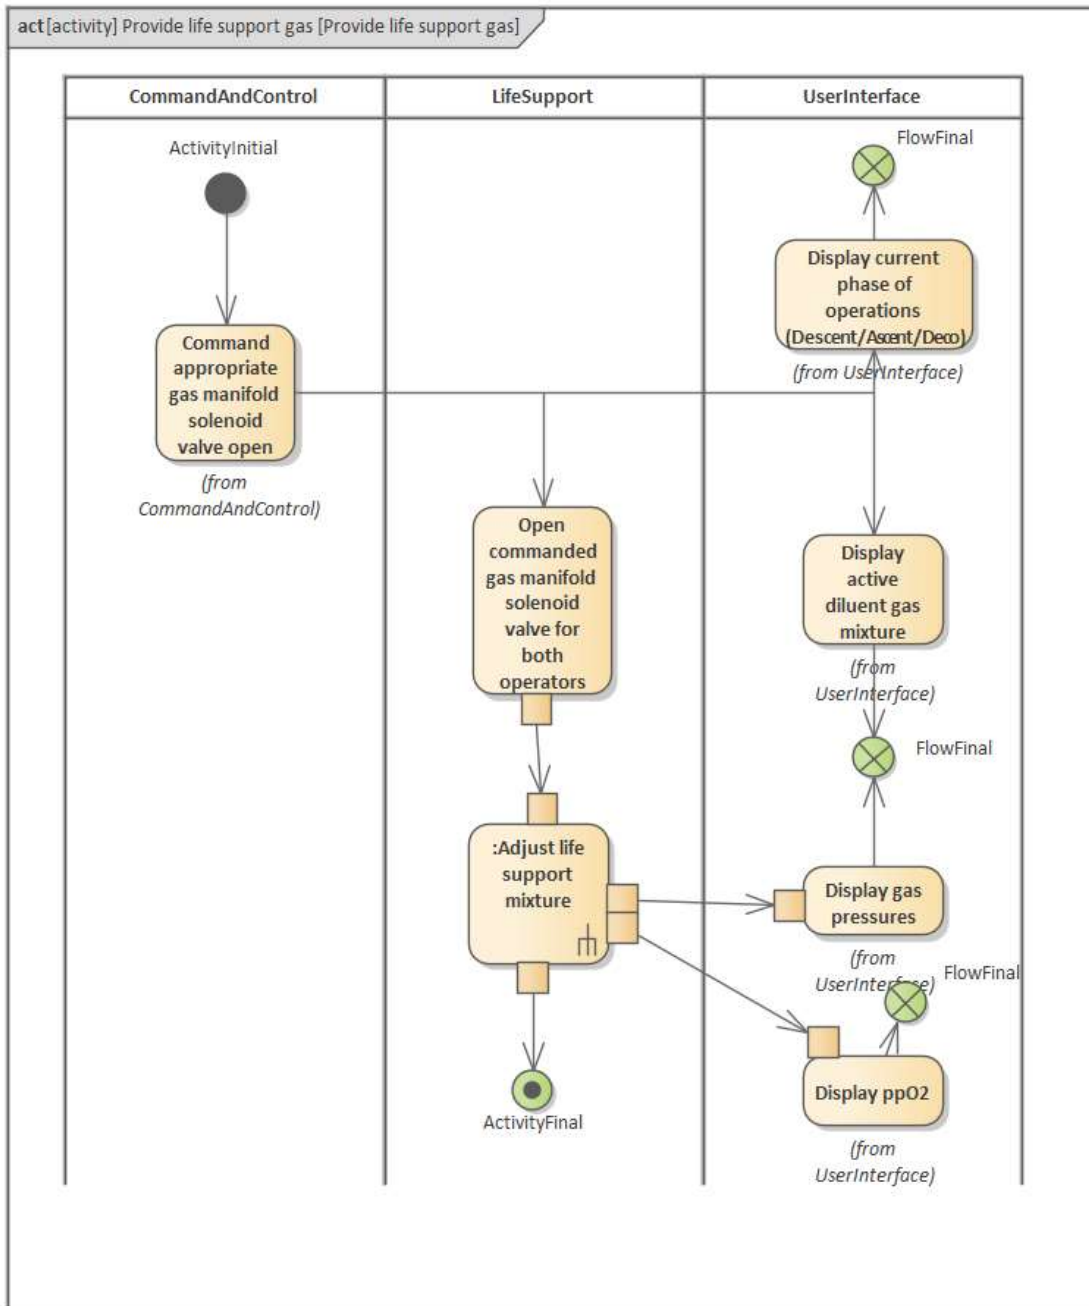 act [activity] Provide life support gas [Provide life support gas]
CommandAndControl
LifeSupport
UserInterface
ActivityInitial
FlowFinal
Display current
phase of
operations
(Descent/Ascent/Deco)
(from UserInterface)
Command
appropriate
gas manifold
solenoid
valve open
(from
CommandAndControl)
Open
commanded
gas manifold
solenoid
valve for
both
operators
Display
active
diluent gas
mixture
(from
UserInterface)
FlowFinal
:Adjust life
support
mixture
Display gas
pressures
(from
UserInterface)
FlowFinal
Display ppO2
(from
UserInterface)
ActivityFinal